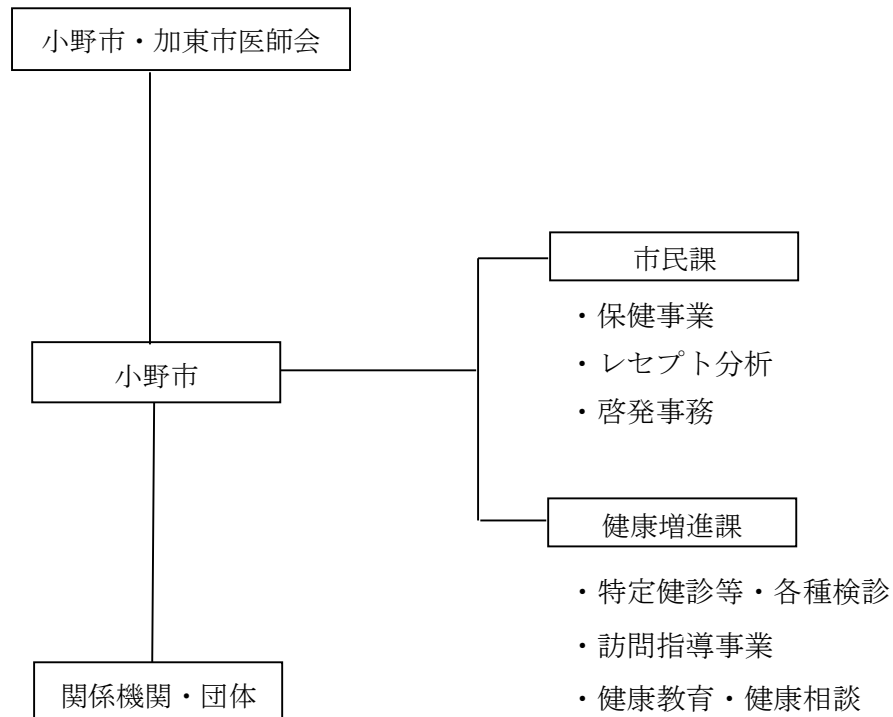 小野市・加東市医師会
市民課
・保健事業
・レセプト分析
・啓発事務
小野市
健康増進課
・特定健診等・各種検診
・訪問指導事業
・健康教育・健康相談
関係機関・団体